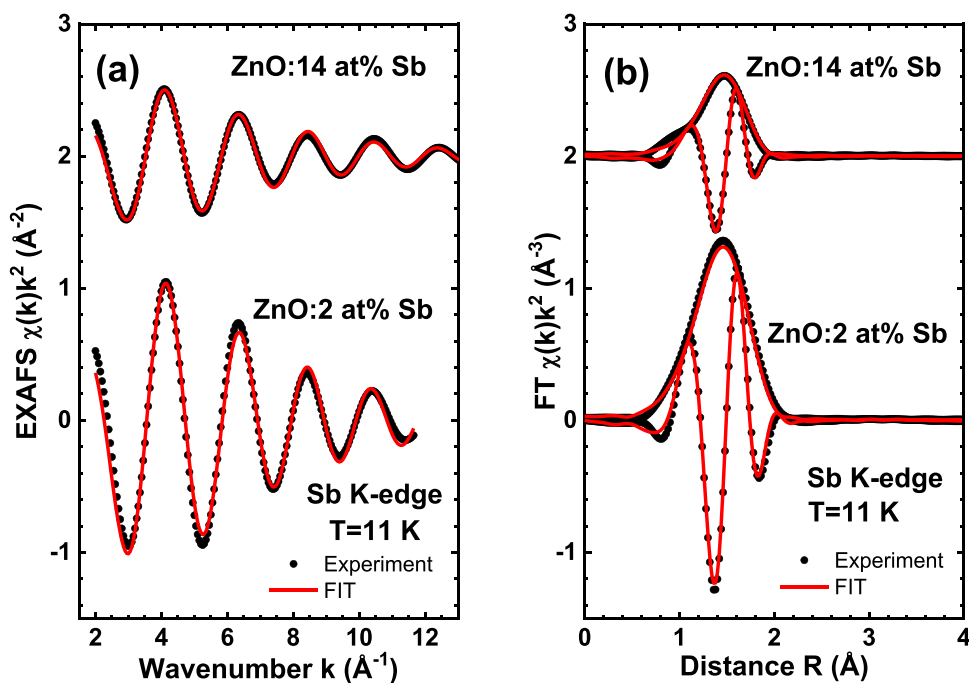 (a)
ZnO:14 at% Sb
ZnO:2 at% Sb
Sb K-edge
T=11 K
Experiment
FIT
3
2
1
0
-1
2
4
6
8
10
12
EXAFS χ(k)k² (Å⁻²)
Wavenumber k (Å⁻¹)
(b)
ZnO:14 at% Sb
ZnO:2 at% Sb
Sb K-edge
T=11 K
Experiment
FIT
3
2
1
0
-1
0
1
2
3
4
FT χ(k)k² (Å⁻³)
Distance R (Å)